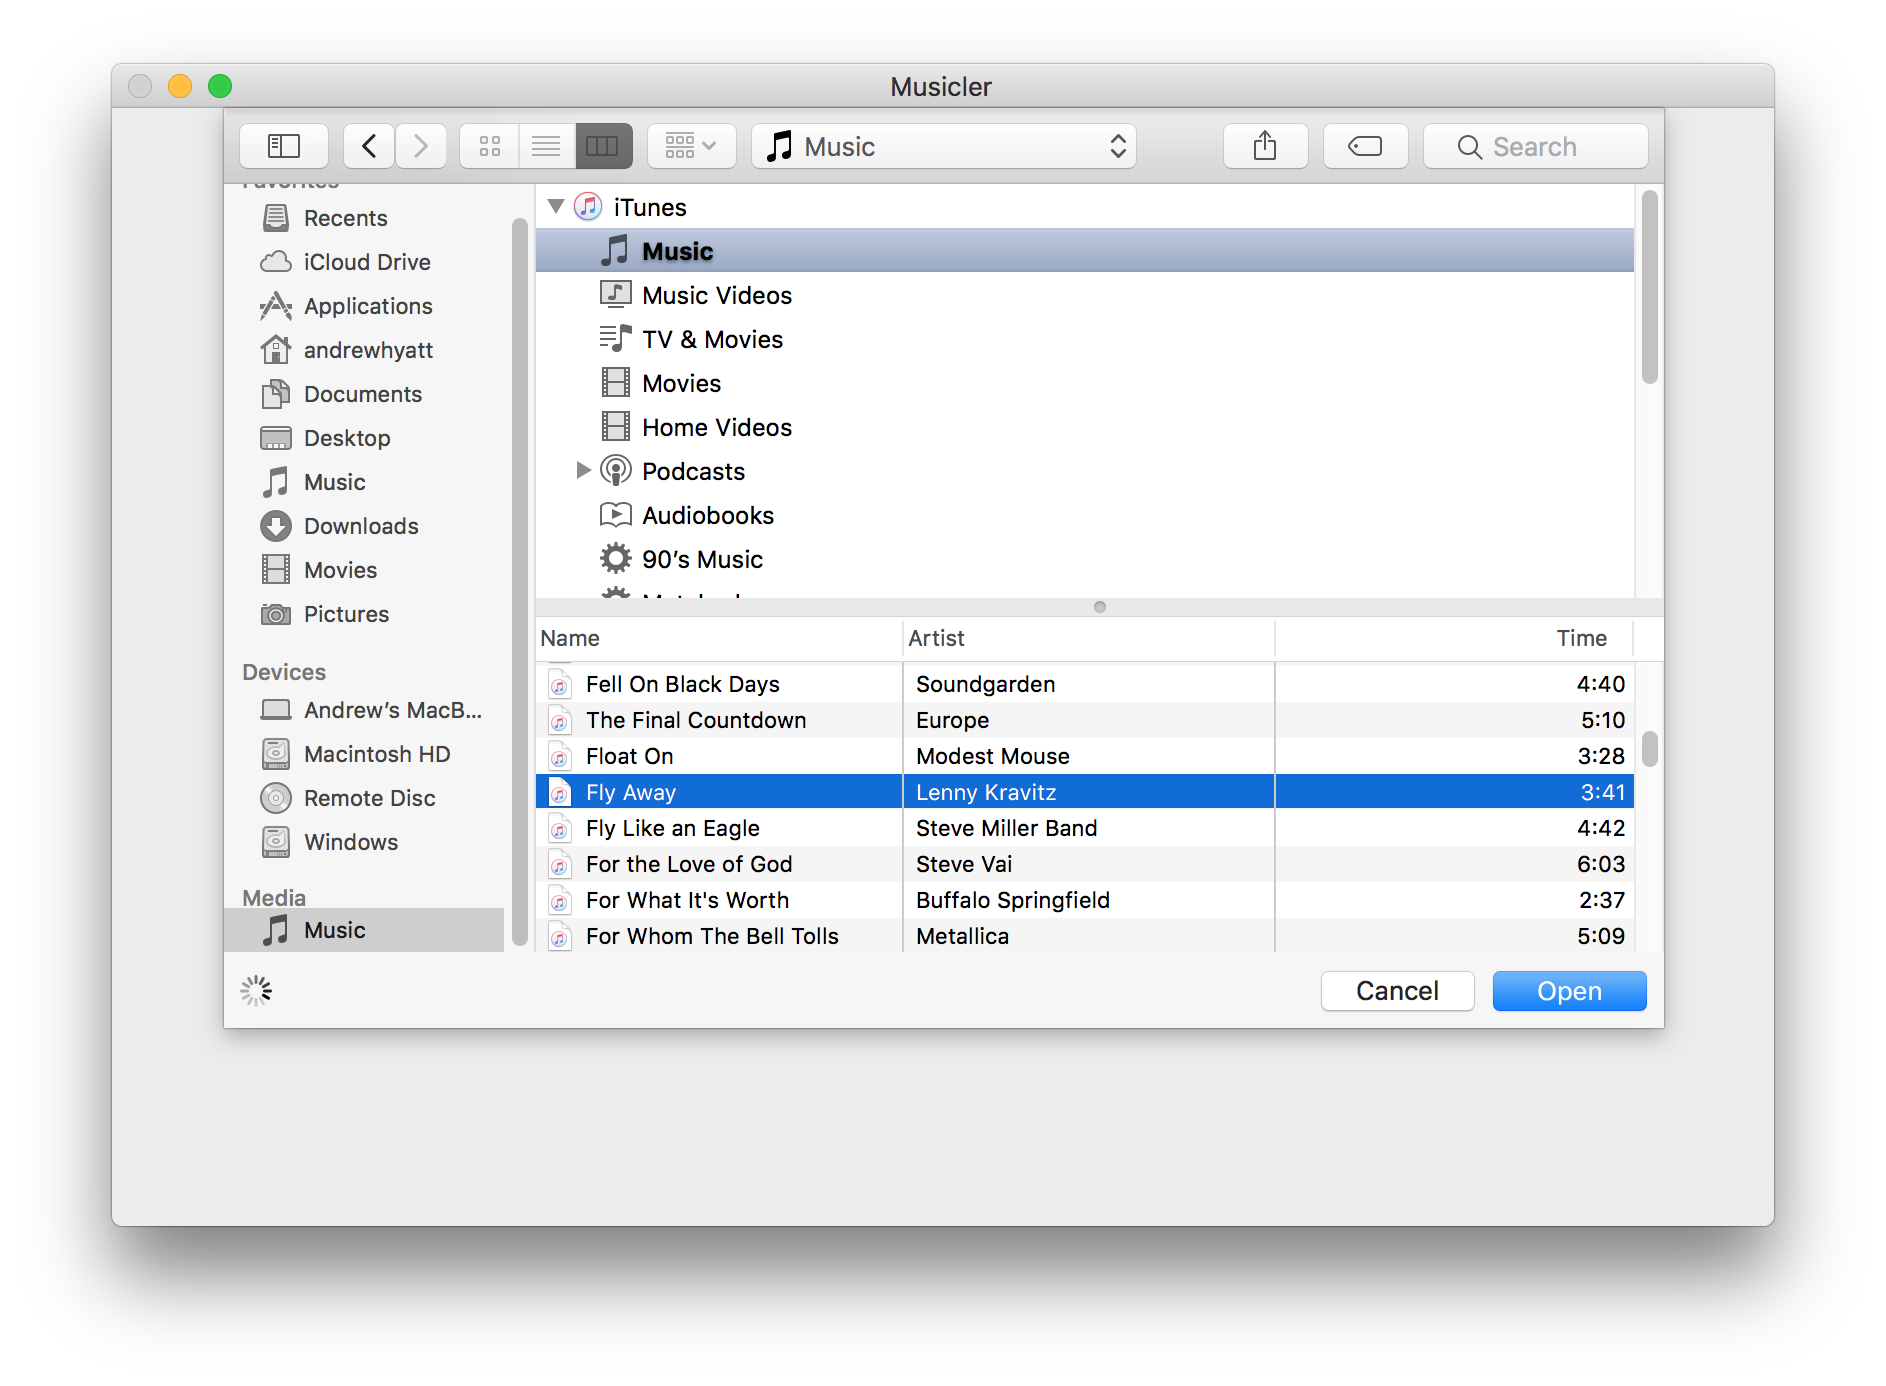 Musicler
Music
Search
Favorites
Recents
iCloud Drive
Applications
andrewhyatt
Documents
Desktop
Music
Downloads
Movies
Pictures
Devices
Andrew’s MacB...
Macintosh HD
Remote Disc
Windows
Media
Music
iTunes
Music
Music Videos
TV & Movies
Movies
Home Videos
Podcasts
Audiobooks
90’s Music
Name Artist Time
Fell On Black Days Soundgarden 4:40
The Final Countdown Europe 5:10
Float On Modest Mouse 3:28
Fly Away Lenny Kravitz 3:41
Fly Like an Eagle Steve Miller Band 4:42
For the Love of God Steve Vai 6:03
For What It's Worth Buffalo Springfield 2:37
For Whom The Bell Tolls Metallica 5:09
Cancel Open